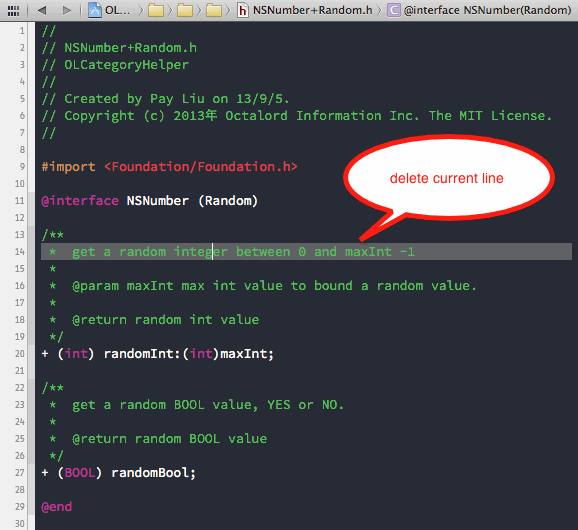 OL...
NSNumber+Random.h
C @interface NSNumber(Random)
1 //
2 // NSNumber+Random.h
3 // OLCategoryHelper
4 //
5 // Created by Pay Liu on 13/9/5.
6 // Copyright (c) 2013年 Octalord Information Inc. The MIT License.
7 //
8
9 #import <Foundation/Foundation.h>
10
11 @interface NSNumber (Random)
12
delete current line
13 /**
14 *  get a random integer between 0 and maxInt -1
15 *
16 *  @param maxInt max int value to bound a random value.
17 *
18 *  @return random int value
19 */
20 + (int) randomInt:(int)maxInt;
21
22 /**
23 *  get a random BOOL value, YES or NO.
24 *
25 *  @return random BOOL value
26 */
27 + (BOOL) randomBool;
28
29 @end
30